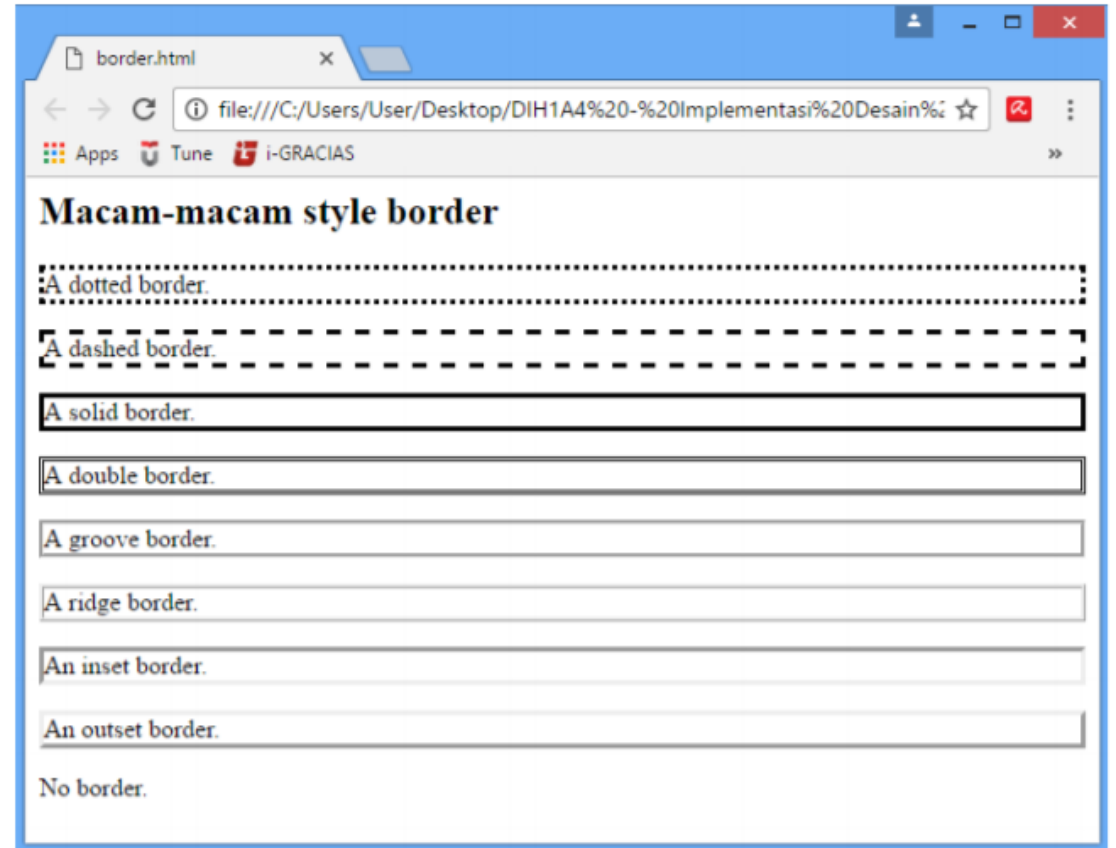 border.html
file:///C:/Users/User/Desktop/DIH1A4%20-%20Implementasi%20Desain%2
Apps Tune i-GRACIAS
Macam-macam style border
A dotted border.
A dashed border.
A solid border.
A double border.
A groove border.
A ridge border.
An inset border.
An outset border.
No border.